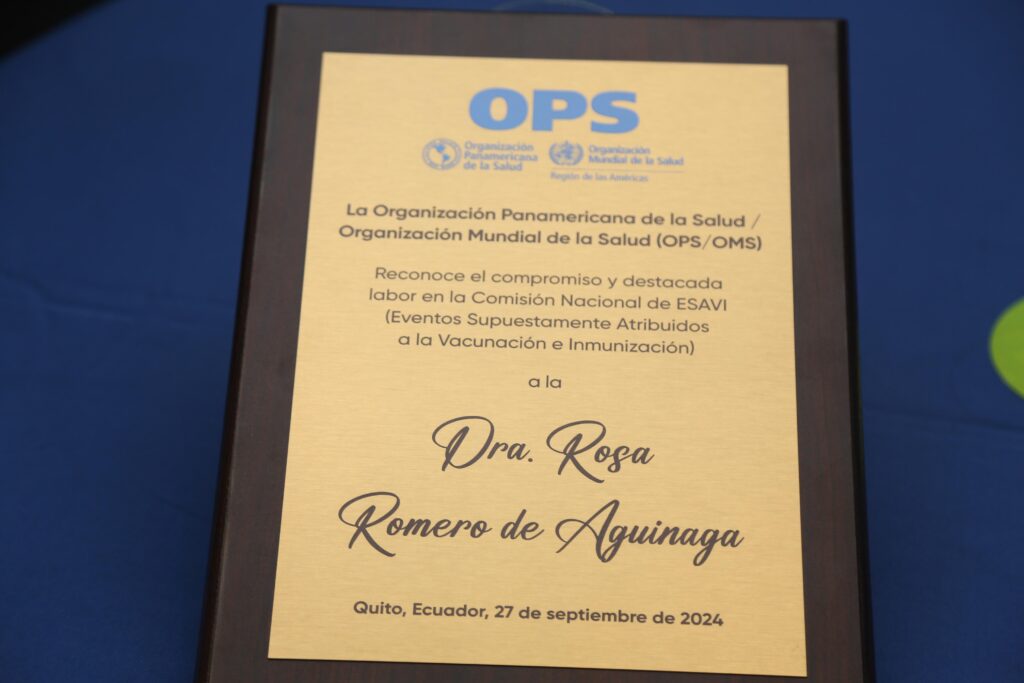 OPS
Organización
Panamericana
de la Salud
Organización
Mundial de la Salud
Región de las Américas
La Organización Panamericana de la Salud /
Organización Mundial de la Salud (OPS/OMS)
Reconoce el compromiso y destacada
labor en la Comisión Nacional de ESAVI
(Eventos Supuestamente Atribuidos
a la Vacunación e Inmunización)
a la
Dra. Rosa
Romero de Aguinaga
Quito, Ecuador, 27 de septiembre de 2024